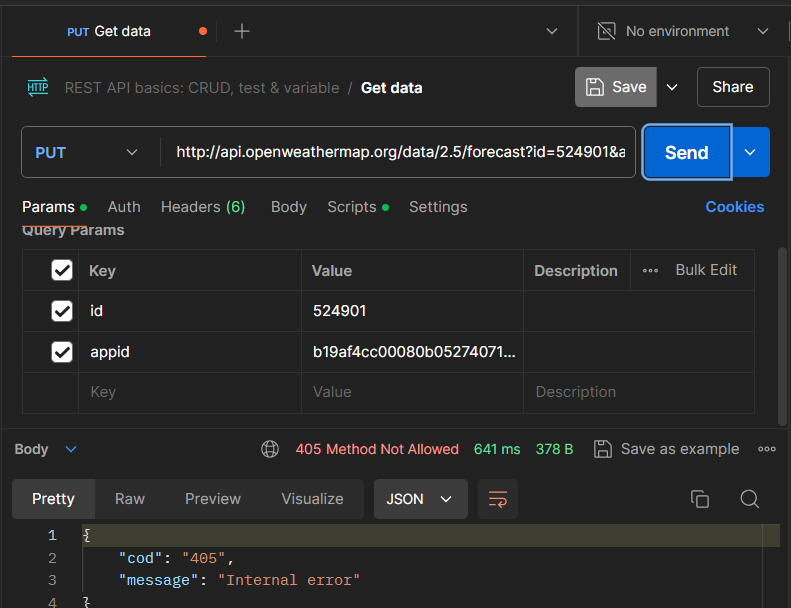 PUT Get data
No environment
HTTP REST API basics: CRUD, test & variable / Get data
Save
Share
PUT
http://api.openweathermap.org/data/2.5/forecast?id=524901&a
Send
Params Auth Headers (6) Body Scripts Settings
Cookies
Query Params
Key Value Description Bulk Edit
id 524901
appid b19af4cc00080b05274071...
Key Value Description
Body 405 Method Not Allowed 641 ms 378 B Save as example
Pretty Raw Preview Visualize JSON
1 {
2 "cod": "405",
3 "message": "Internal error"
4 }